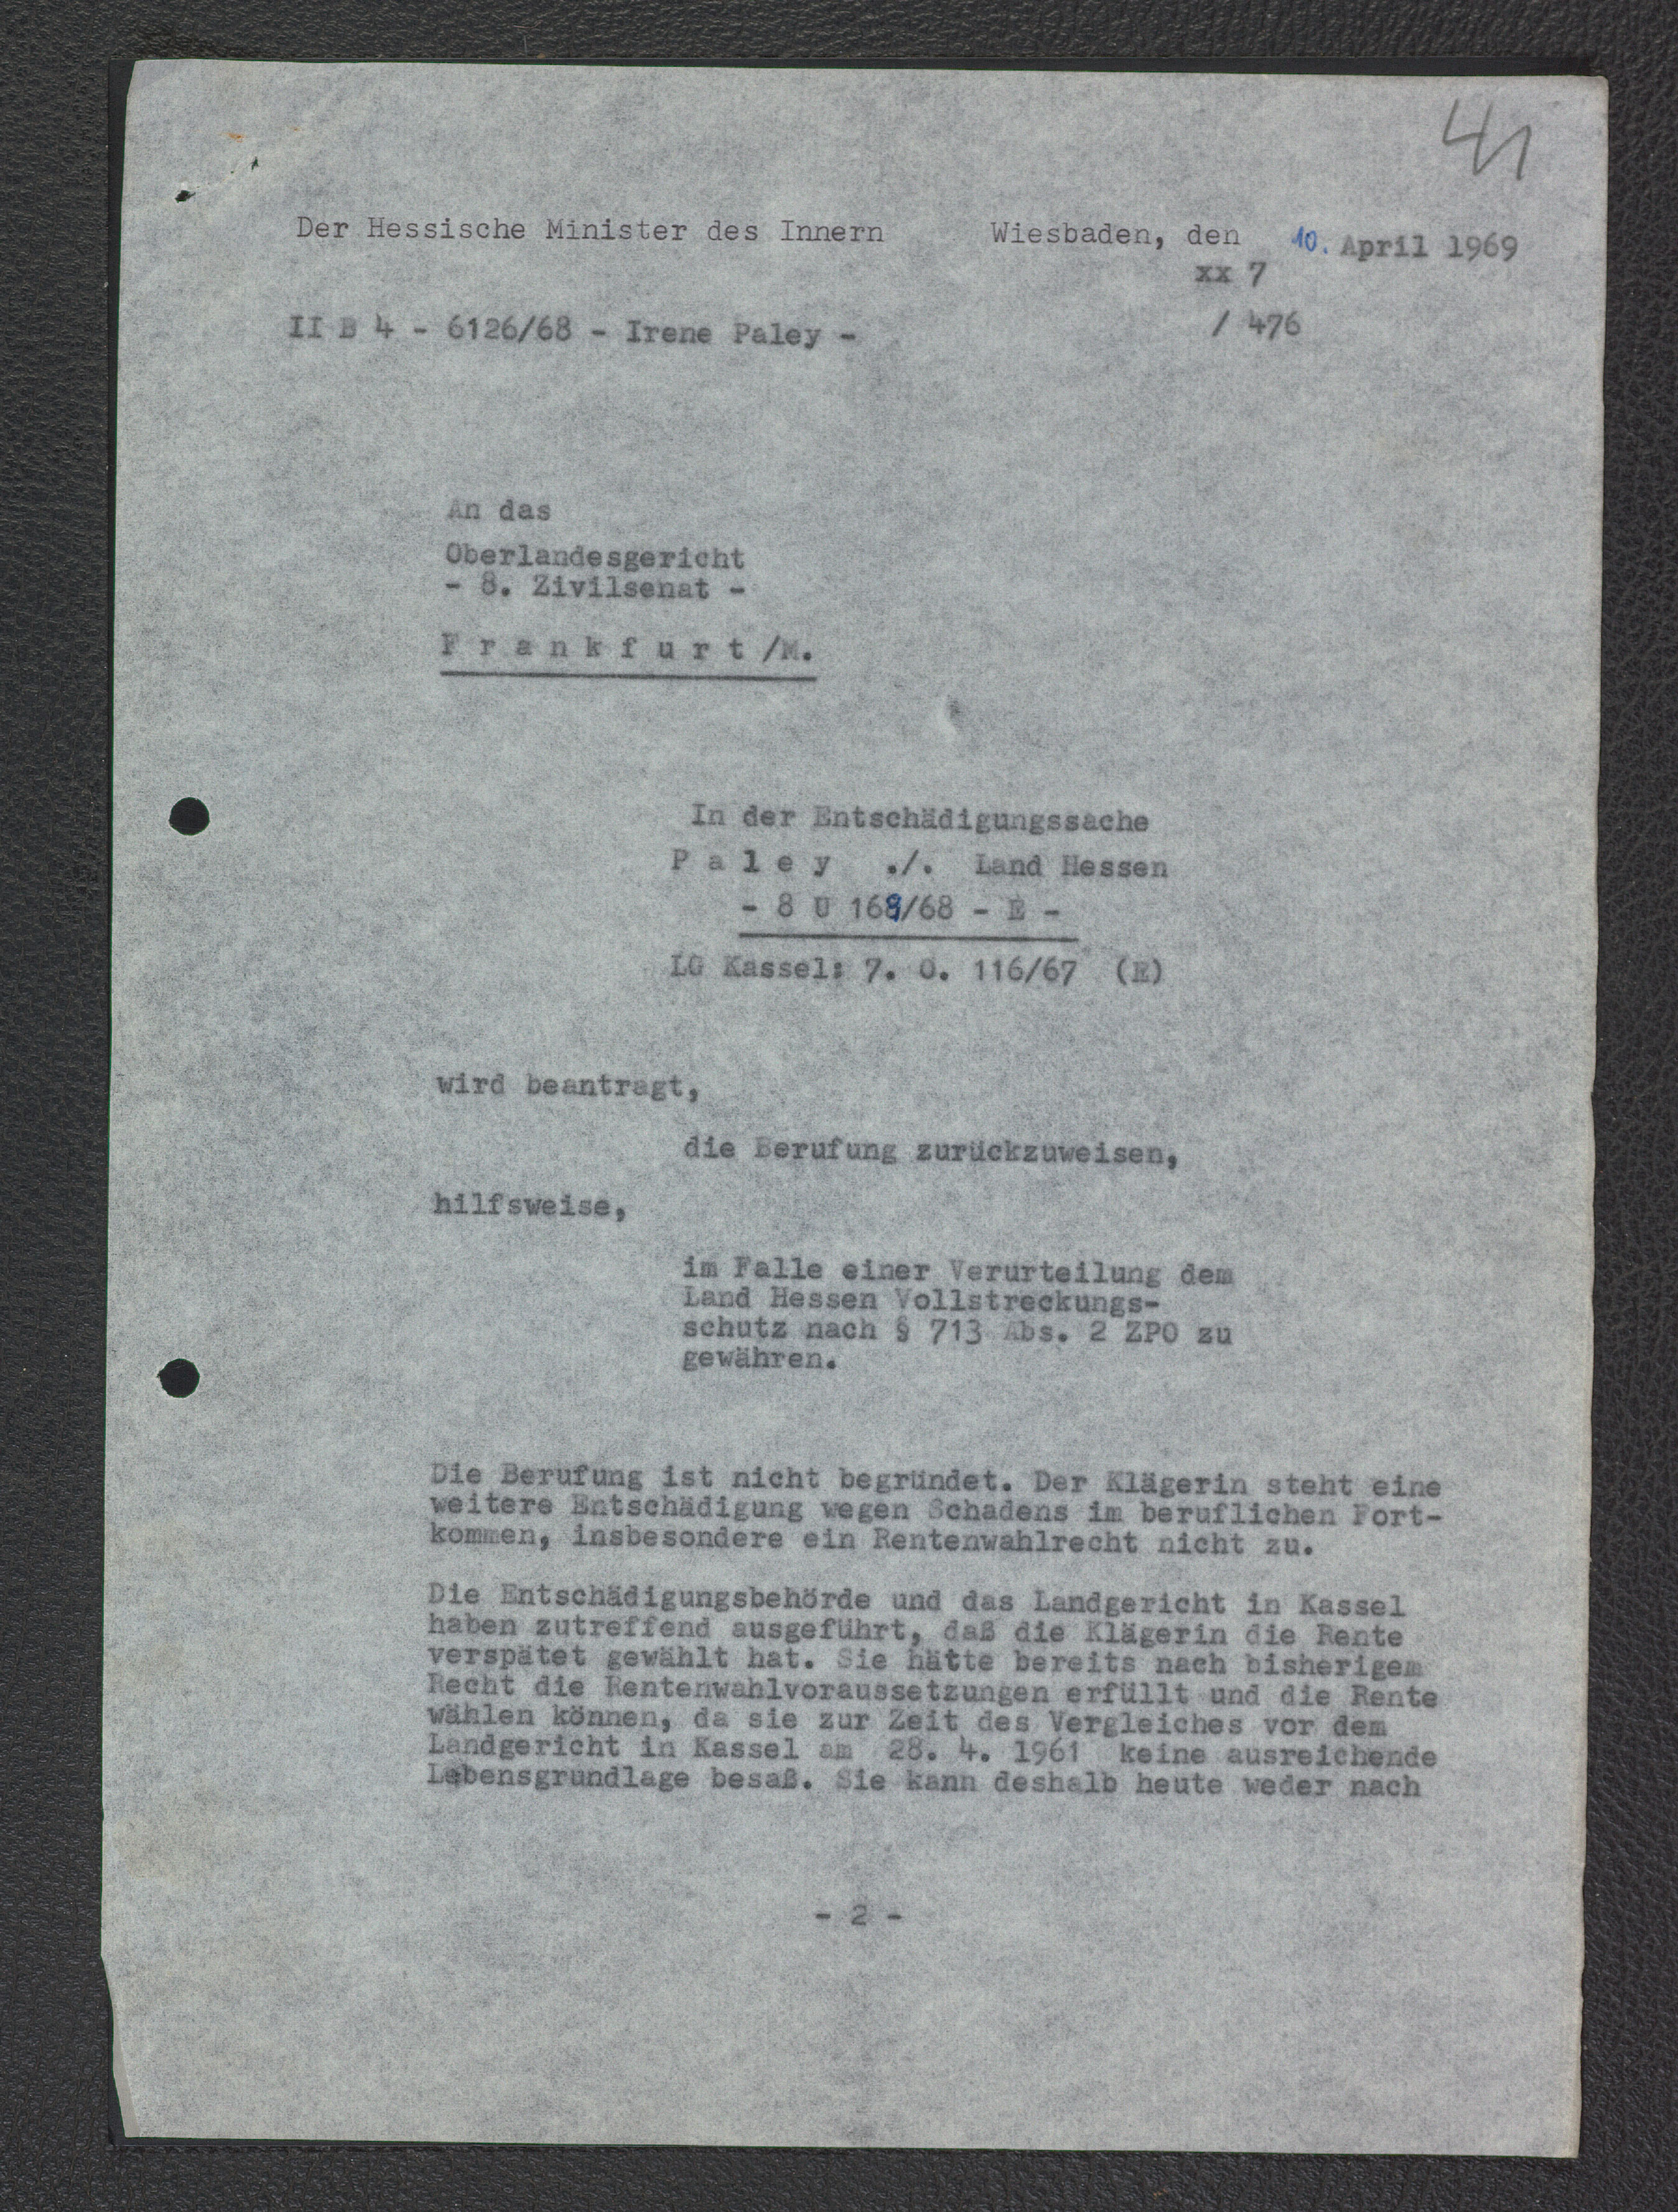 41
Der Hessische Minister des Innern Wiesbaden, den 10. April 1969
xx 7
II B 4 - 6126/68 - Irene Paley - / 476
An das
Oberlandesgericht
- 8. Zivilsenat -
F r a n k f u r t /M.
In der Entschädigungssache
P a l e y ./. Land Hessen
- 8 U 169/68 - E -
LG Kassel: 7. O. 116/67 (E)
wird beantragt,
die Berufung zurückzuweisen,
hilfsweise,
im Falle einer Verurteilung dem
Land Hessen Vollstreckungs-
schutz nach § 713 Abs. 2 ZPO zu
gewähren.
Die Berufung ist nicht begründet. Der Klägerin steht eine
weitere Entschädigung wegen Schadens im beruflichen Fort-
kommen, insbesondere ein Rentenwahlrecht nicht zu.
Die Entschädigungsbehörde und das Landgericht in Kassel
haben zutreffend ausgeführt, daß die Klägerin die Rente
verspätet gewählt hat. Sie hätte bereits nach bisherigem
Recht die Rentenwahlvoraussetzungen erfüllt und die Rente
wählen können, da sie zur Zeit des Vergleiches vor dem
Landgericht in Kassel am 28. 4. 1961 keine ausreichende
Lebensgrundlage besaß. Sie kann deshalb heute weder nach
- 2 -